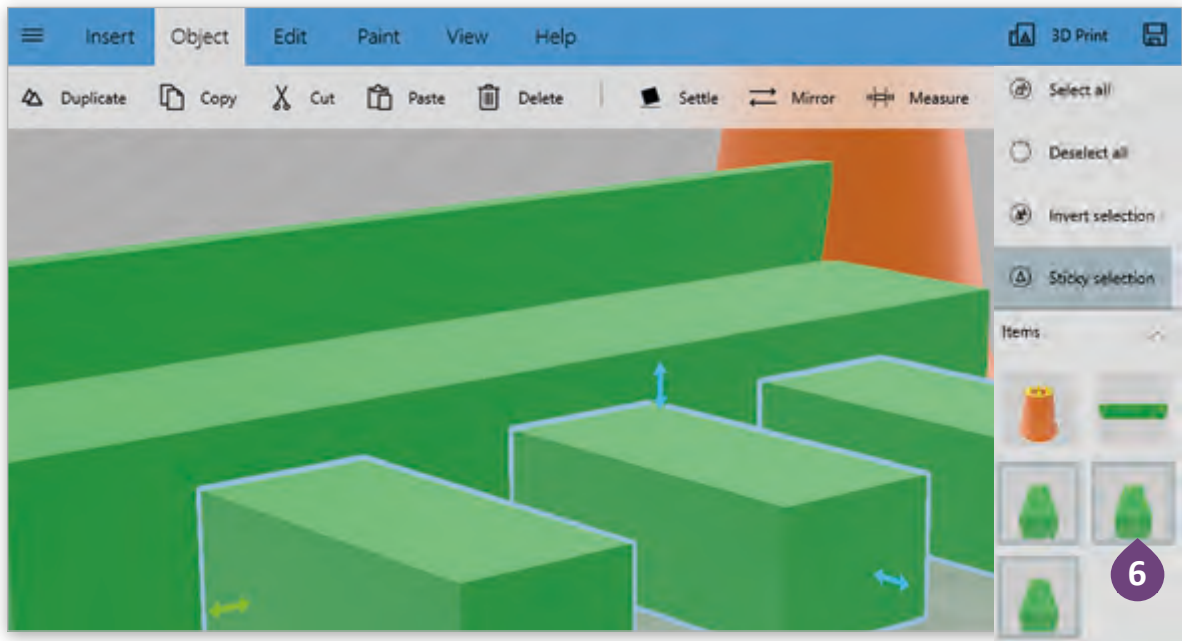 Insert Object Edit Paint View Help 3D Print
Duplicate Copy Cut Paste Delete Settle Mirror Measure
Select all
Deselect all
Invert selection
Sticky selection
Items
6